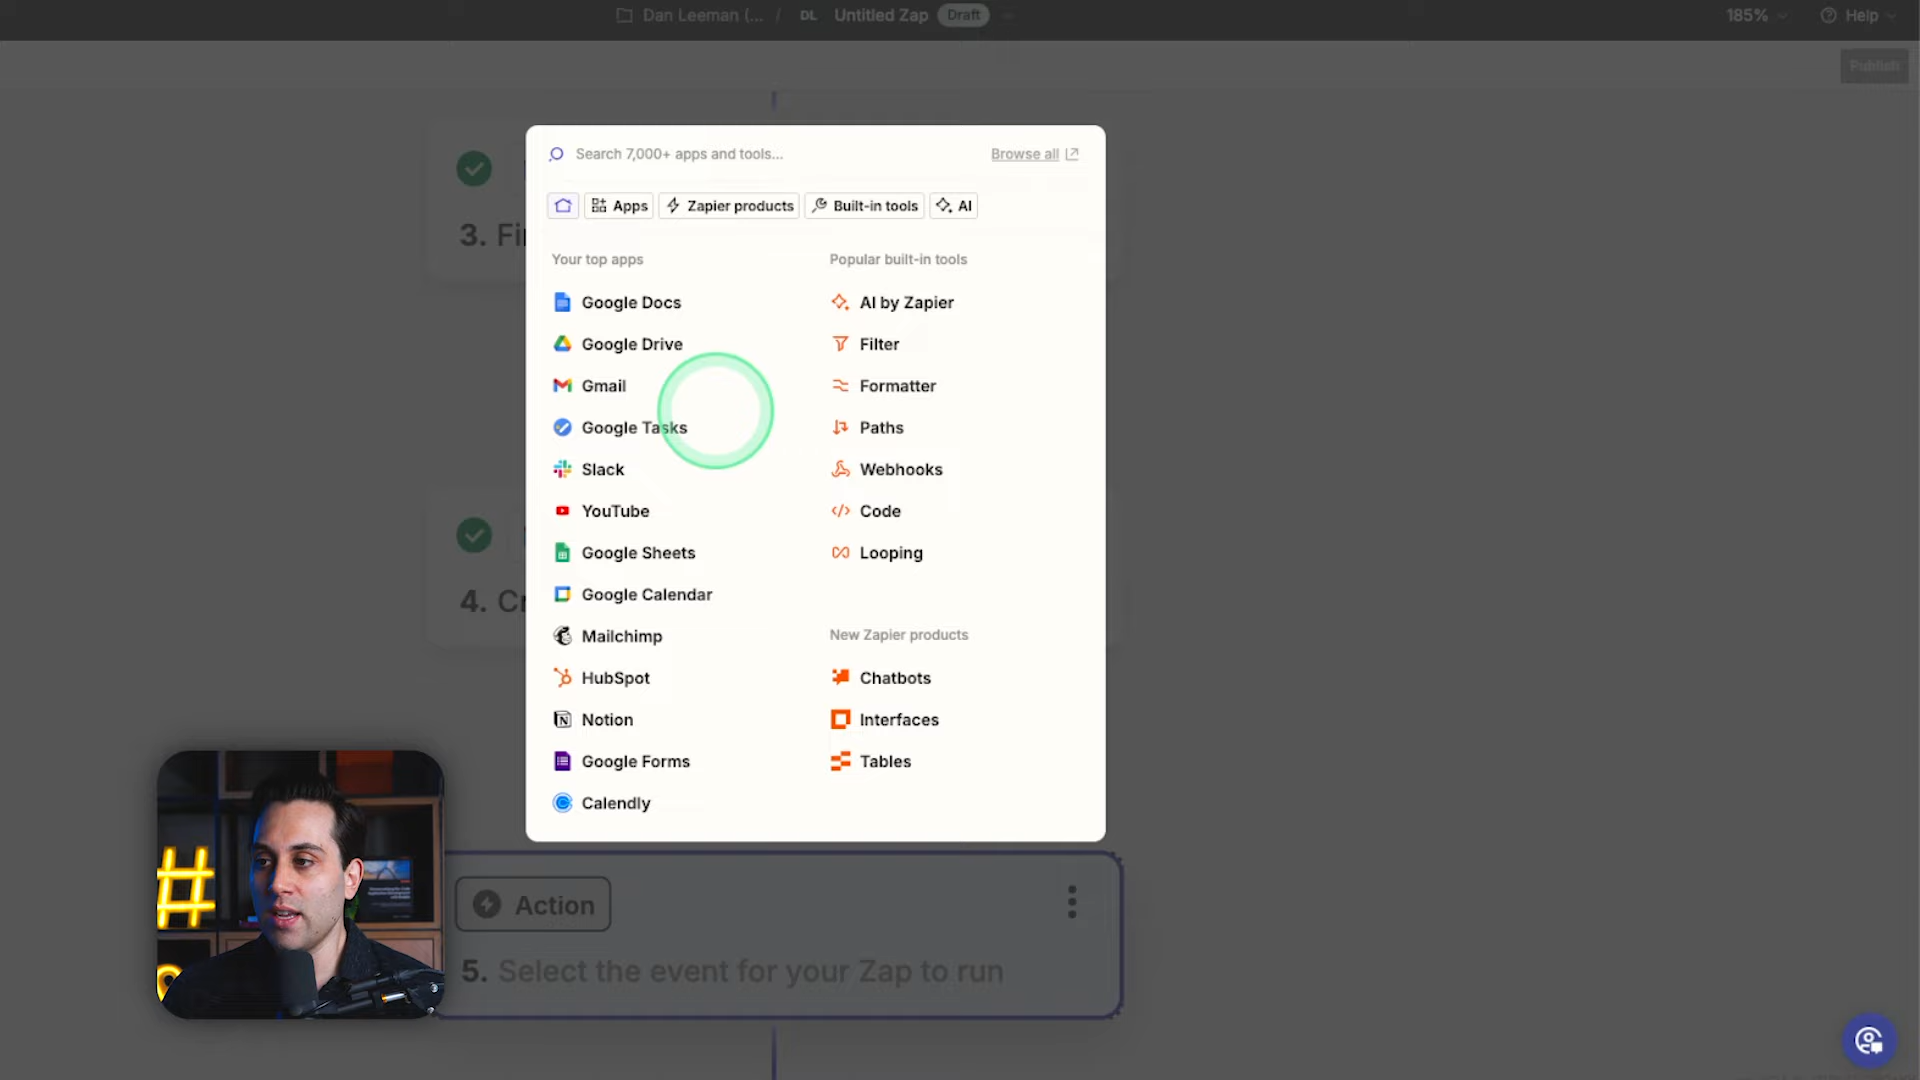 Dan Leeman (... / DL Untitled Zap Draft
185% Help
Publish
Search 7,000+ apps and tools... Browse all
Apps Zapier products Built-in tools AI
Your top apps
Google Docs
Google Drive
Gmail
Google Tasks
Slack
YouTube
Google Sheets
Google Calendar
Mailchimp
HubSpot
Notion
Google Forms
Calendly
Popular built-in tools
AI by Zapier
Filter
Formatter
Paths
Webhooks
Code
Looping
New Zapier products
Chatbots
Interfaces
Tables
3. Fi
4. Cr
Action
5. Select the event for your Zap to run
#